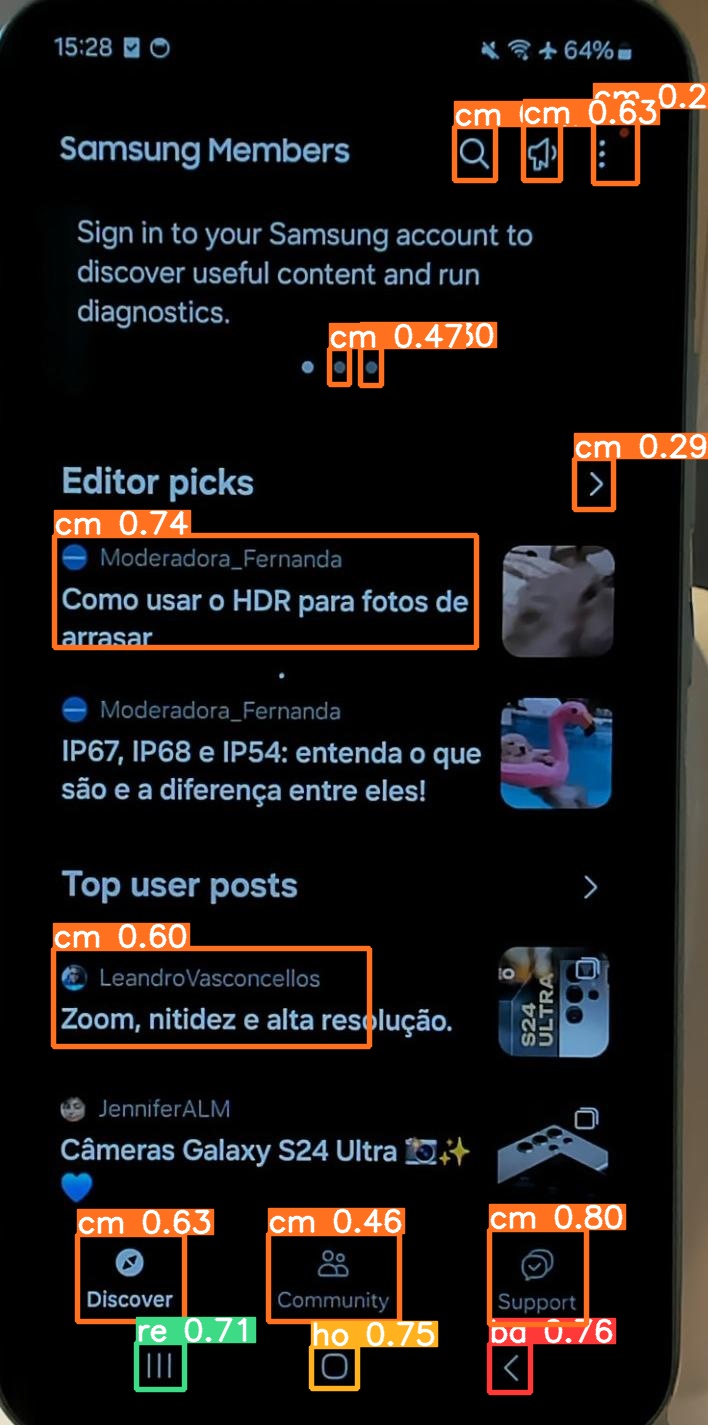 15:28
64%
cm
cm 0.63
cm 0.2
Samsung Members
Sign in to your Samsung account to
discover useful content and run
diagnostics.
cm 0.47
Editor picks
cm 0.29
cm 0.74
Moderadora_Fernanda
Como usar o HDR para fotos de
arrasar
Moderadora_Fernanda
IP67, IP68 e IP54: entenda o que
são e a diferença entre eles!
Top user posts
cm 0.60
LeandroVasconcellos
Zoom, nitidez e alta resolução.
S24
ULTRA
JenniferALM
Câmeras Galaxy S24 Ultra 📷✨
💙
cm 0.63
cm 0.46
cm 0.80
Discover
Community
Support
re 0.71
ho 0.75
ba 0.76